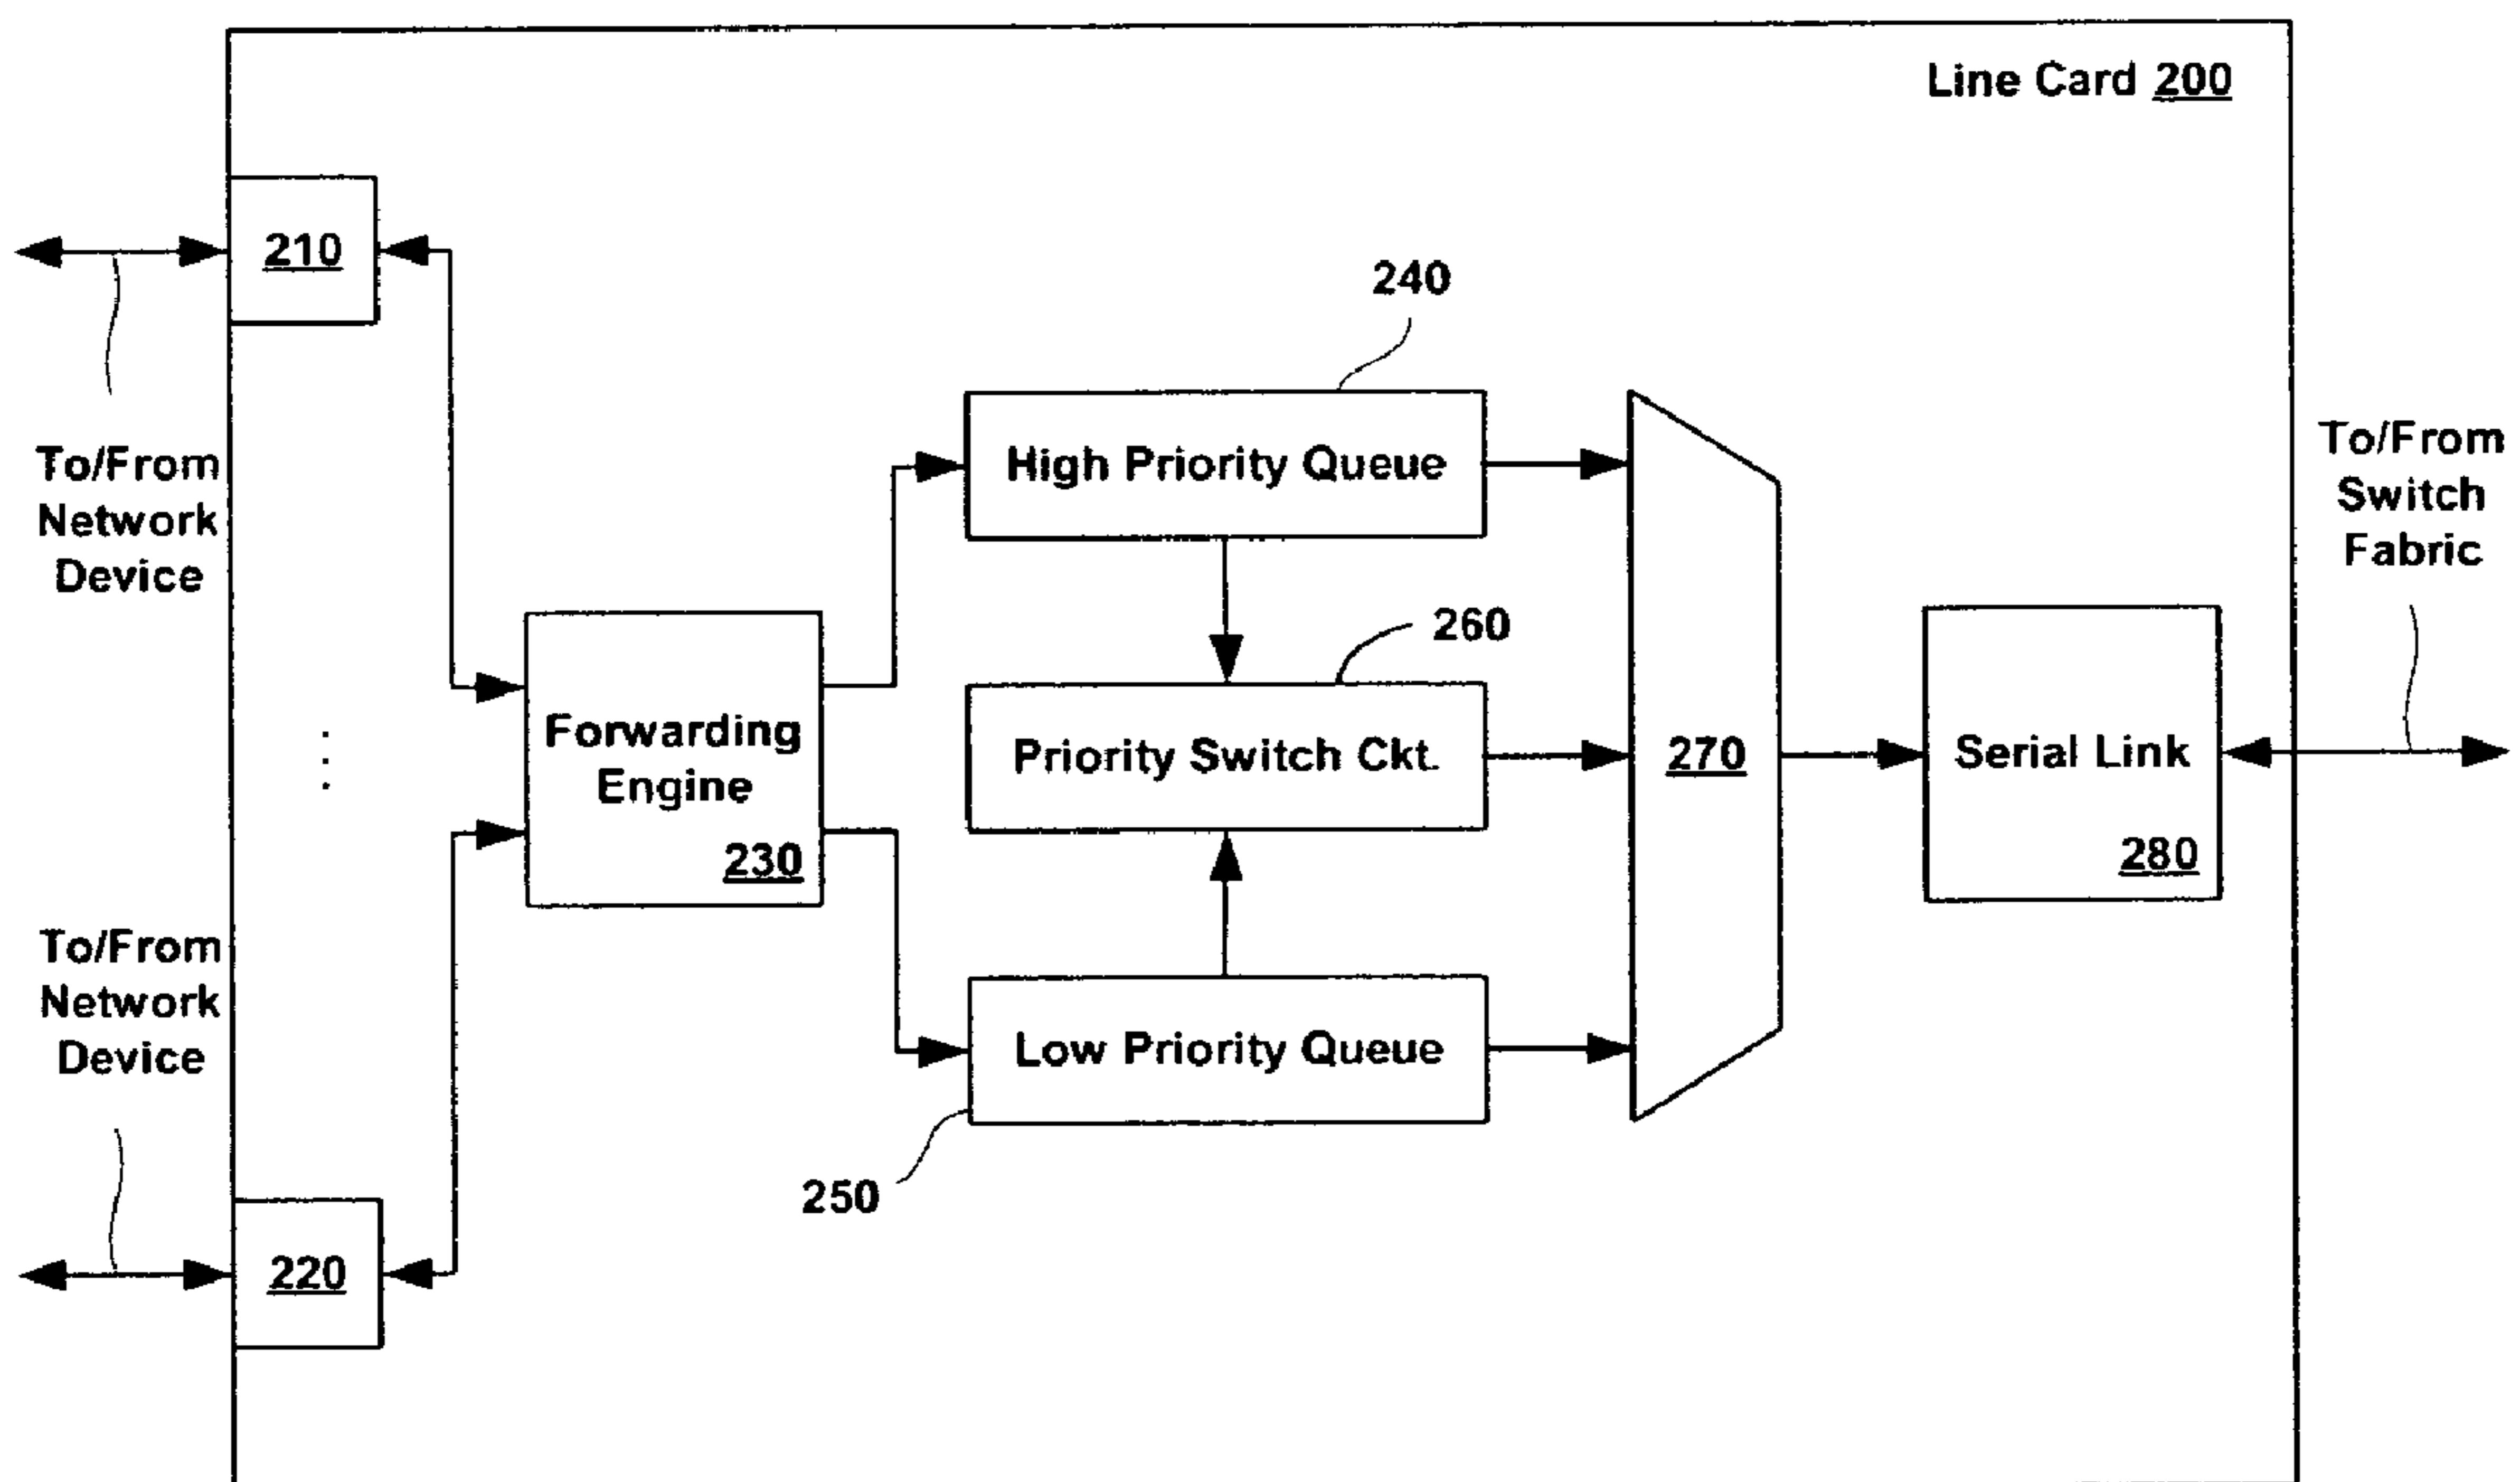 Line Card 200
210
To/From
Network
Device
240
High Priority Queue
To/From
Switch
Fabric
260
Forwarding
Engine
230
Priority Switch Ckt.
270
Serial Link
280
To/From
Network
Device
Low Priority Queue
250
220